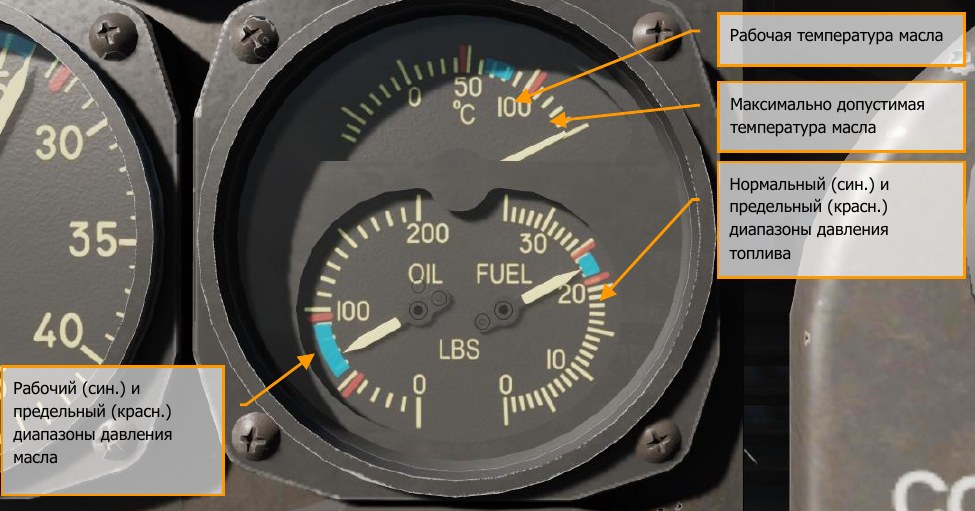 Рабочая температура масла
Максимально допустимая
температура масла
Нормальный (син.) и
предельный (красн.)
диапазоны давления
топлива
Рабочий (син.) и
предельный (красн.)
диапазоны давления
масла
30
35
40
0
50
100
°C
200
30
OIL
FUEL
100
20
LBS
10
0
0